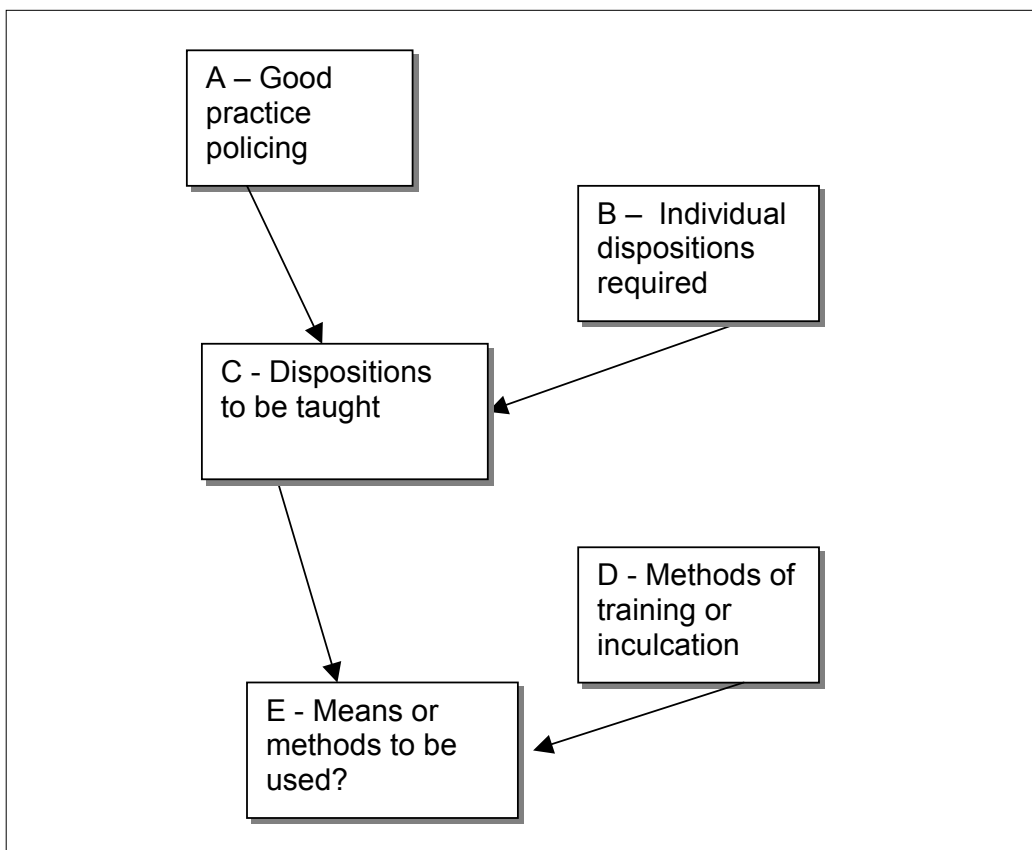 A – Good
practice
policing
B –  Individual
dispositions
required
C - Dispositions
to be taught
D - Methods of
training or
inculcation
E - Means or
methods to be
used?